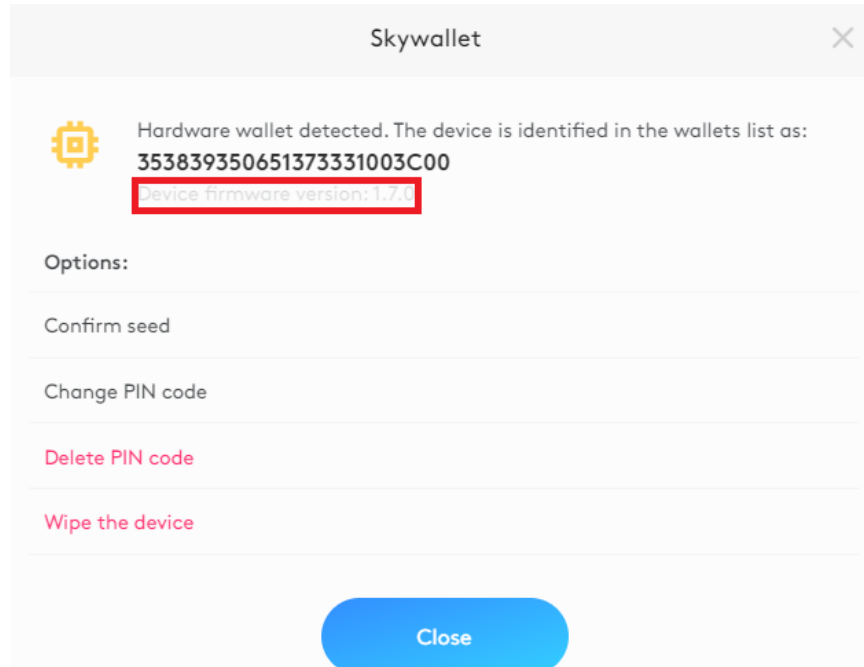 Skywallet
Hardware wallet detected. The device is identified in the wallets list as:
353839350651373331003C00
Device firmware version: 1.7.0
Options:
Confirm seed
Change PIN code
Delete PIN code
Wipe the device
Close